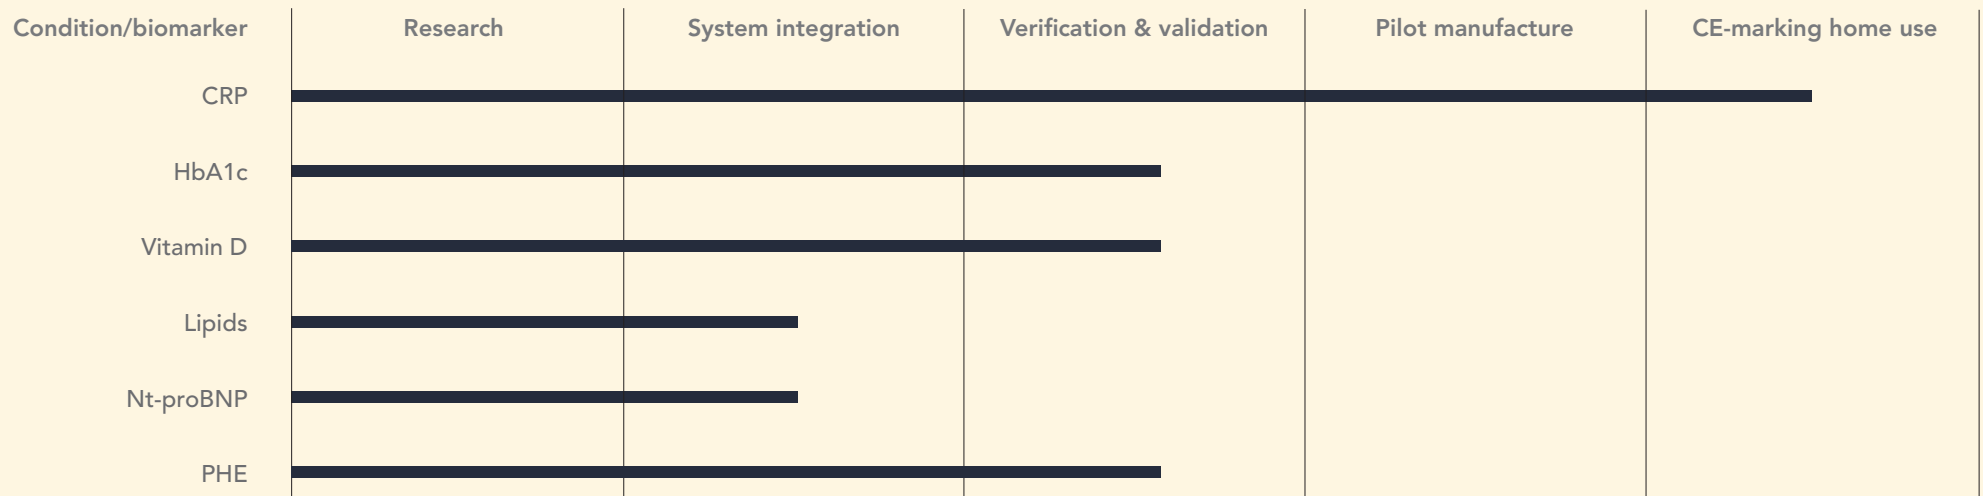 Condition/biomarker Research System integration Verification & validation Pilot manufacture CE-marking home use
CRP
HbA1c
Vitamin D
Lipids
Nt-proBNP
PHE